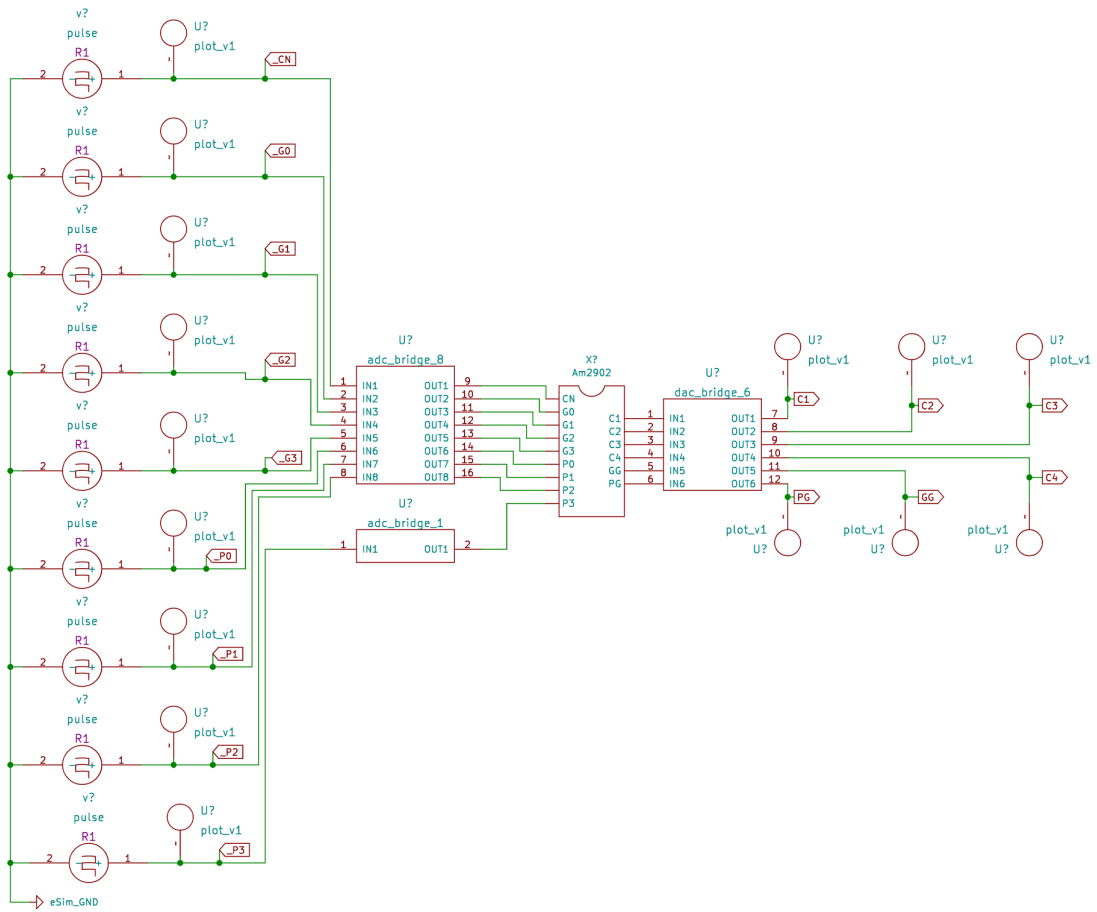 v?
pulse
R1
2
1
U?
plot_v1
~
_CN
v?
pulse
R1
2
1
U?
plot_v1
~
_G0
v?
pulse
R1
2
1
U?
plot_v1
~
_G1
v?
pulse
R1
2
1
U?
plot_v1
~
_G2
v?
pulse
R1
2
1
U?
plot_v1
~
_G3
v?
pulse
R1
2
1
U?
plot_v1
~
_P0
v?
pulse
R1
2
1
U?
plot_v1
~
_P1
v?
pulse
R1
2
1
U?
plot_v1
~
_P2
v?
pulse
R1
2
1
U?
plot_v1
~
_P3
eSim_GND
U?
adc_bridge_8
1 IN1 OUT1 9
2 IN2 OUT2 10
3 IN3 OUT3 11
4 IN4 OUT4 12
5 IN5 OUT5 13
6 IN6 OUT6 14
7 IN7 OUT7 15
8 IN8 OUT8 16
U?
adc_bridge_1
1 IN1 OUT1 2
X?
Am2902
CN
G0
G1
G2
G3
P0
P1
P2
P3
C1
C2
C3
C4
GG
PG
U?
dac_bridge_6
1 IN1 OUT1 7
2 IN2 OUT2 8
3 IN3 OUT3 9
4 IN4 OUT4 10
5 IN5 OUT5 11
6 IN6 OUT6 12
U?
plot_v1
~
C1
U?
plot_v1
~
C2
U?
plot_v1
~
C3
PG
~
plot_v1
U?
GG
~
plot_v1
U?
C4
~
plot_v1
U?